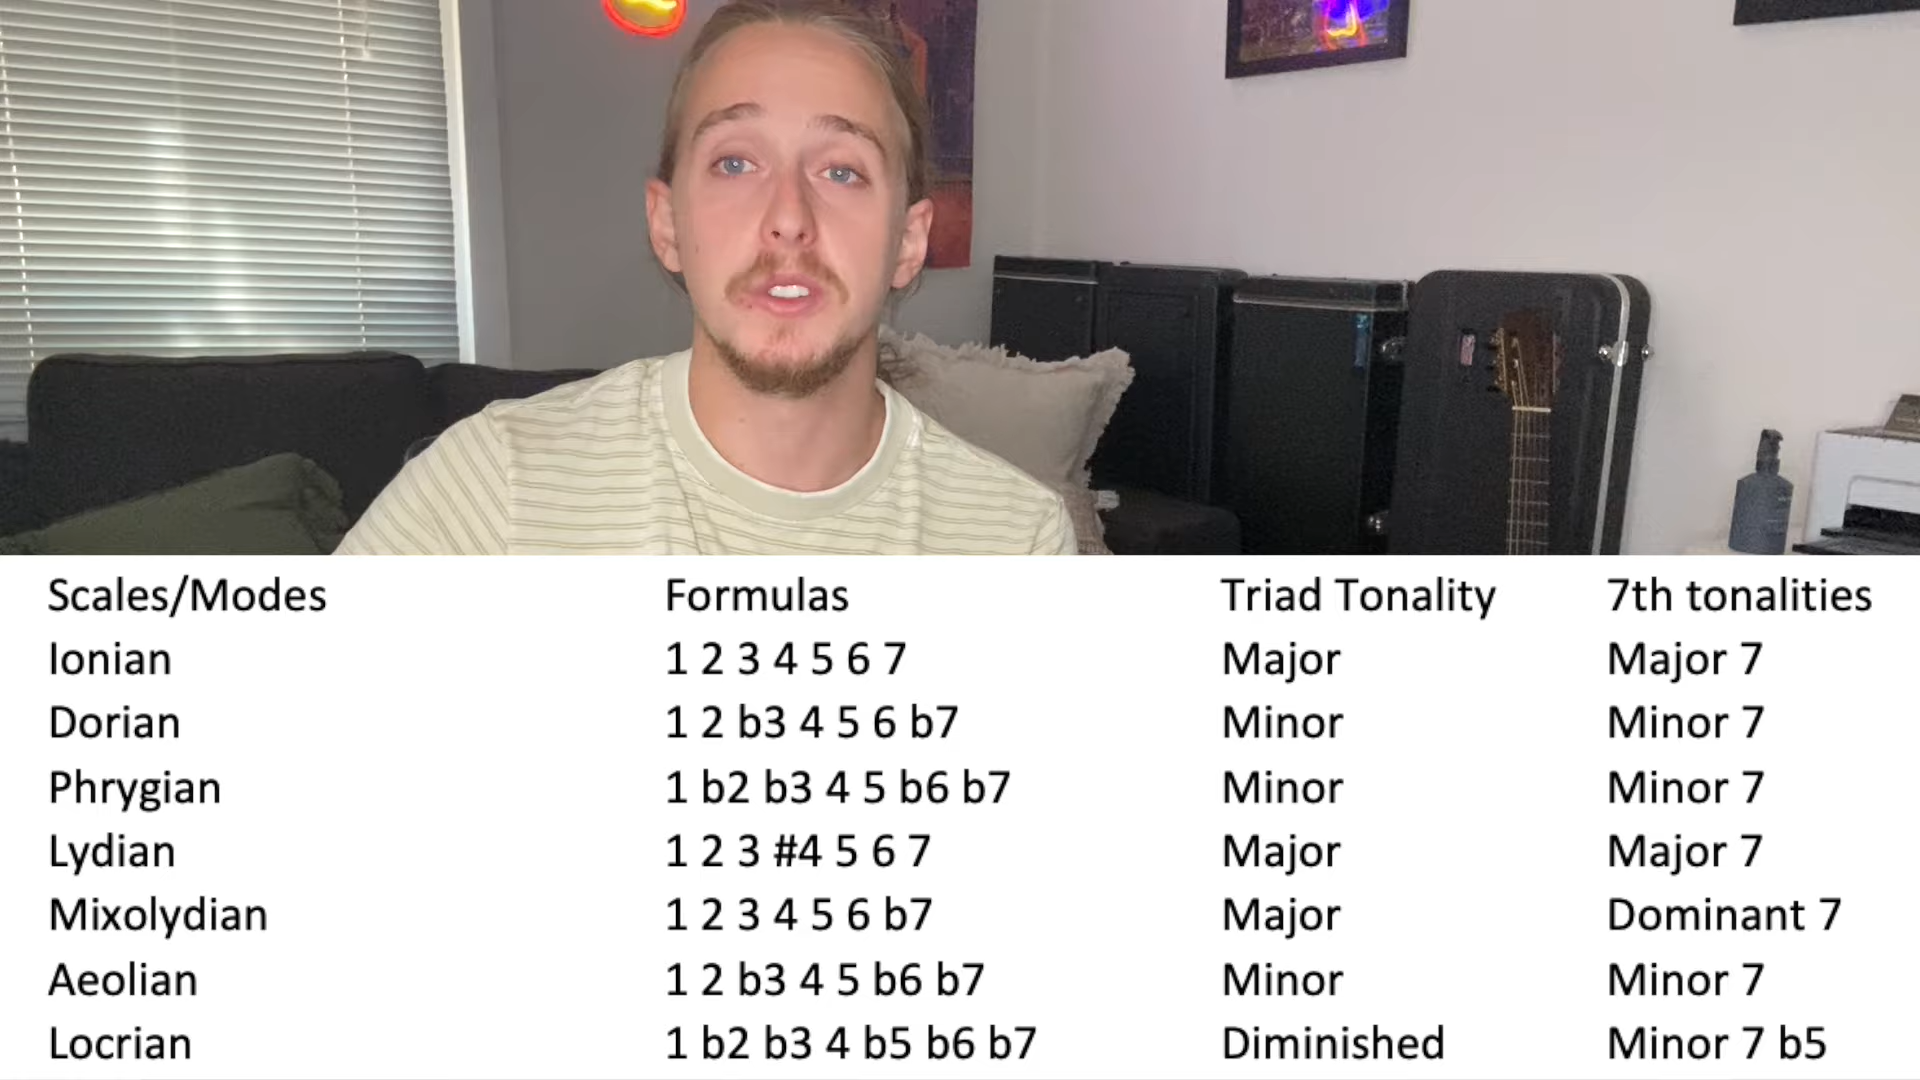 Scales/Modes Formulas Triad Tonality 7th tonalities
Ionian 1 2 3 4 5 6 7 Major Major 7
Dorian 1 2 b3 4 5 6 b7 Minor Minor 7
Phrygian 1 b2 b3 4 5 b6 b7 Minor Minor 7
Lydian 1 2 3 #4 5 6 7 Major Major 7
Mixolydian 1 2 3 4 5 6 b7 Major Dominant 7
Aeolian 1 2 b3 4 5 b6 b7 Minor Minor 7
Locrian 1 b2 b3 4 b5 b6 b7 Diminished Minor 7 b5